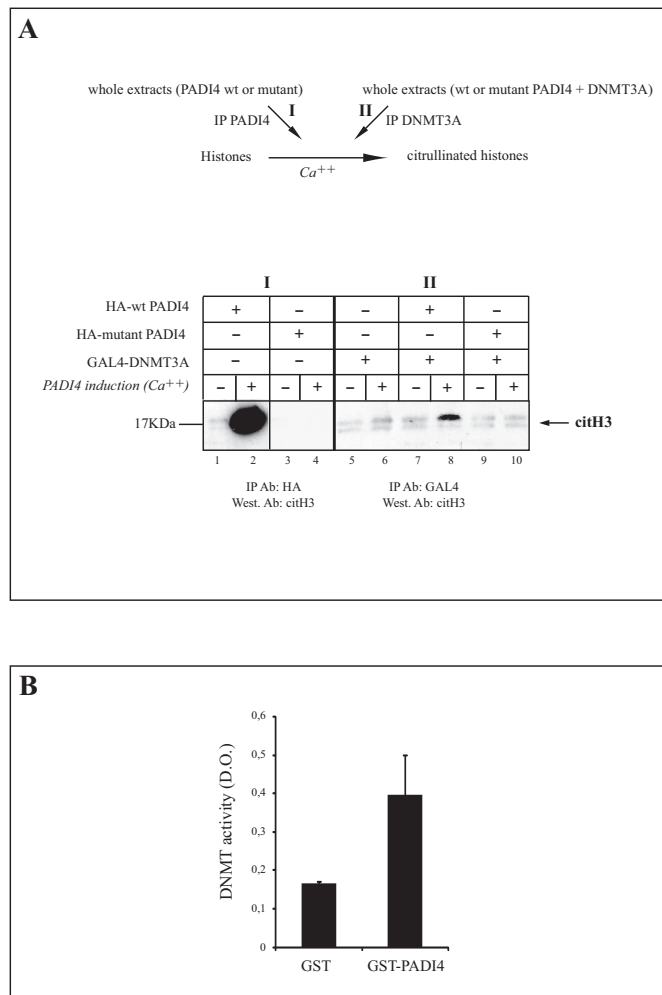 A
whole extracts (PADI4 wt or mutant) whole extracts (wt or mutant PADI4 + DNMT3A)
I II
IP PADI4 IP DNMT3A
Histones citrullinated histones
Ca++
I II
HA-wt PADI4 + – – + –
HA-mutant PADI4 – + – – +
GAL4-DNMT3A – – + + +
PADI4 induction (Ca++) – + – + – + – + – +
17KDa citH3
1 2 3 4 5 6 7 8 9 10
IP Ab: HA IP Ab: GAL4
West. Ab: citH3 West. Ab: citH3
B
DNMT activity (D.O.)
0,6
0,5
0,4
0,3
0,2
0,1
0
GST GST-PADI4